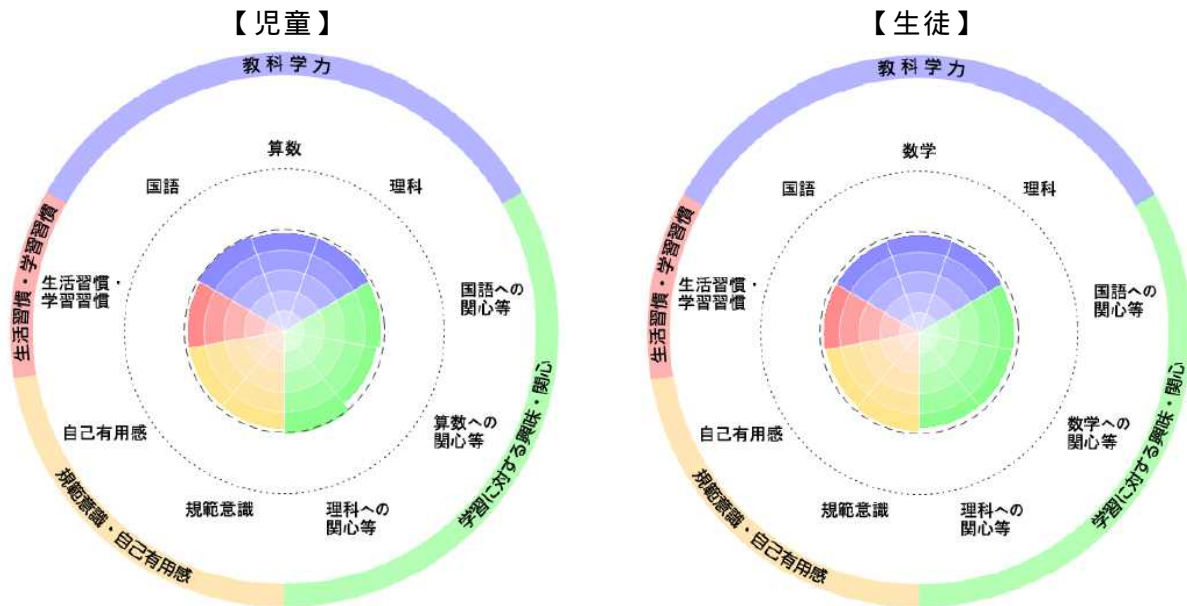 【児童】
教科学力
算数
国語
理科
生活習慣・学習習慣
生活習慣・
学習習慣
国語への
関心等
算数への
関心等
自己有用感
規範意識
理科への
関心等
学習に対する興味・関心
規範意識・自己有用感
【生徒】
教科学力
数学
国語
理科
生活習慣・学習習慣
生活習慣・
学習習慣
国語への
関心等
数学への
関心等
自己有用感
規範意識
理科への
関心等
学習に対する興味・関心
規範意識・自己有用感